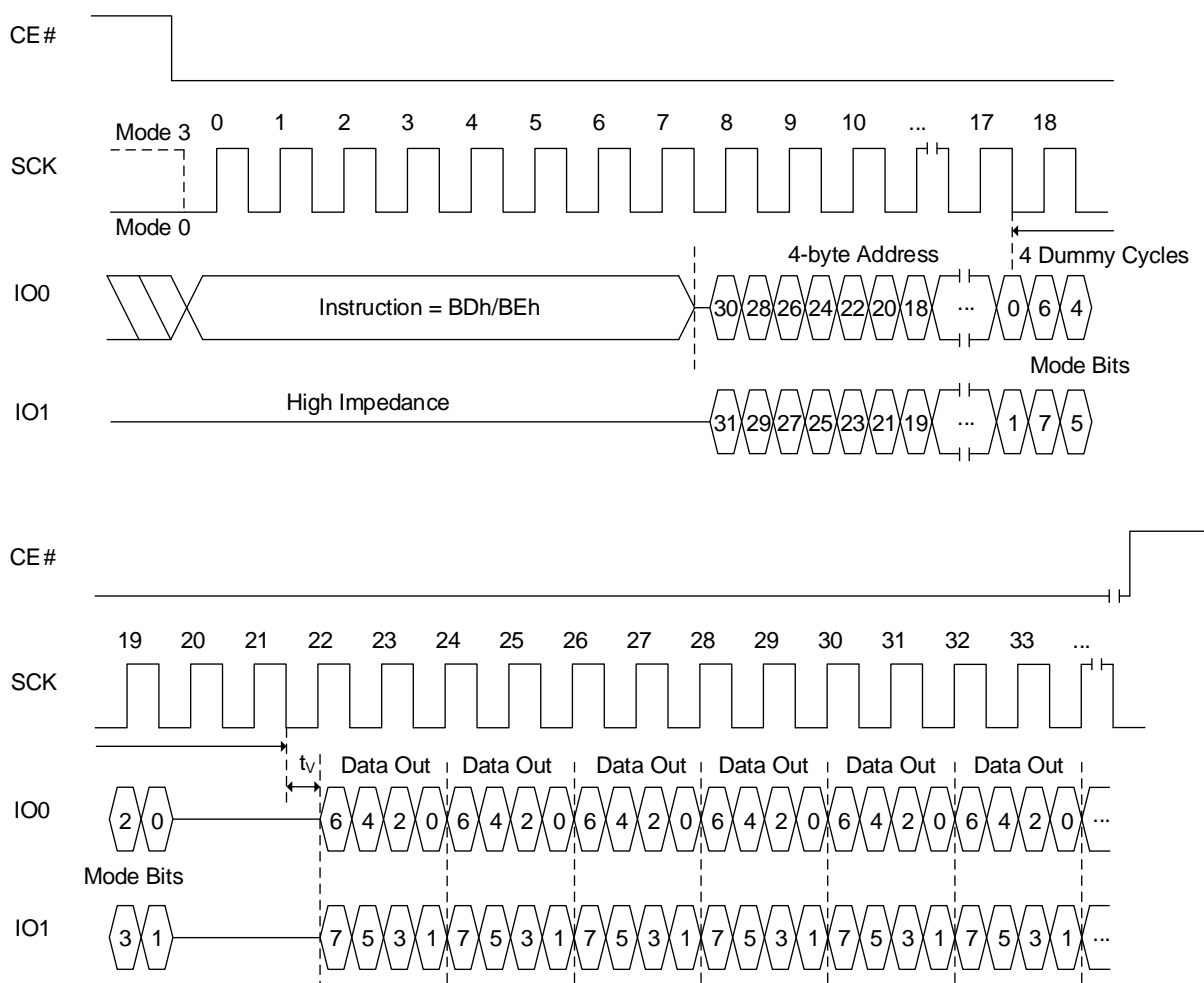 CE#
0 1 2 3 4 5 6 7 8 9 10 ... 17 18
Mode 3
SCK
Mode 0
4-byte Address 4 Dummy Cycles
IO0 Instruction = BDh/BEh 30 28 26 24 22 20 18 ... 0 6 4
Mode Bits
IO1 High Impedance 31 29 27 25 23 21 19 ... 1 7 5
CE#
19 20 21 22 23 24 25 26 27 28 29 30 31 32 33 ...
SCK
tV Data Out Data Out Data Out Data Out Data Out Data Out
IO0 2 0 6 4 2 0 6 4 2 0 6 4 2 0 6 4 2 0 6 4 2 0 6 4 2 0 ...
Mode Bits
IO1 3 1 7 5 3 1 7 5 3 1 7 5 3 1 7 5 3 1 7 5 3 1 7 5 3 1 ...